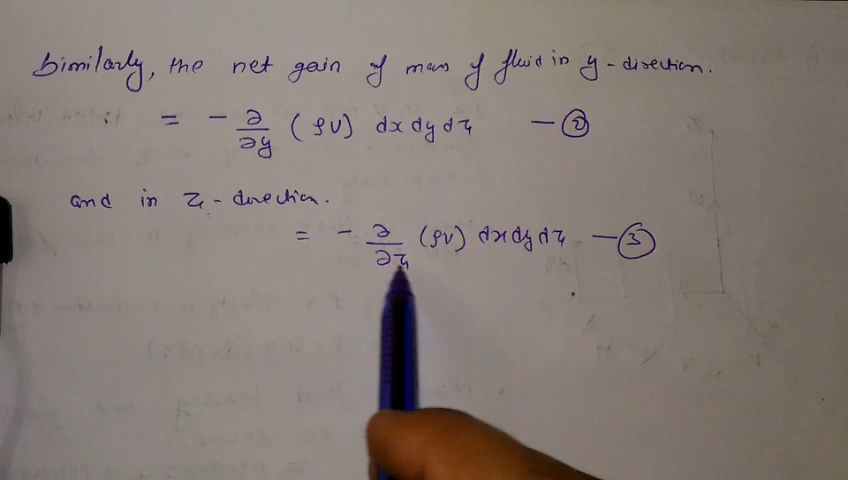 Similarly, the net gain of mass of fluid in y-direction.
= - ∂/∂y (ρv) dx dy dz - ②
and in z-direction.
= - ∂/∂z (ρv) dx dy dz - ③